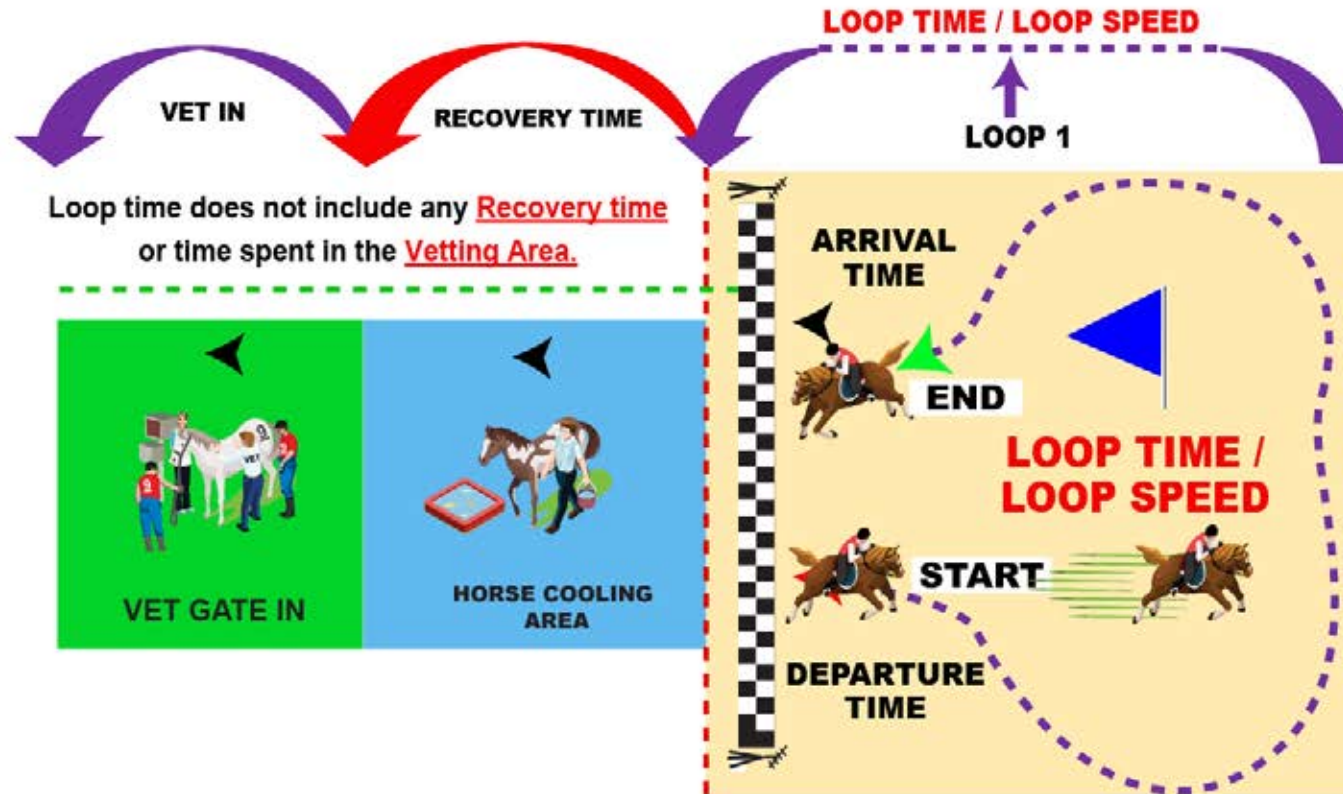 LOOP TIME / LOOP SPEED
VET IN
RECOVERY TIME
LOOP 1
Loop time does not include any Recovery time
or time spent in the Vetting Area.
ARRIVAL
TIME
END
LOOP TIME /
LOOP SPEED
START
DEPARTURE
TIME
VET
VET GATE IN
HORSE COOLING
AREA